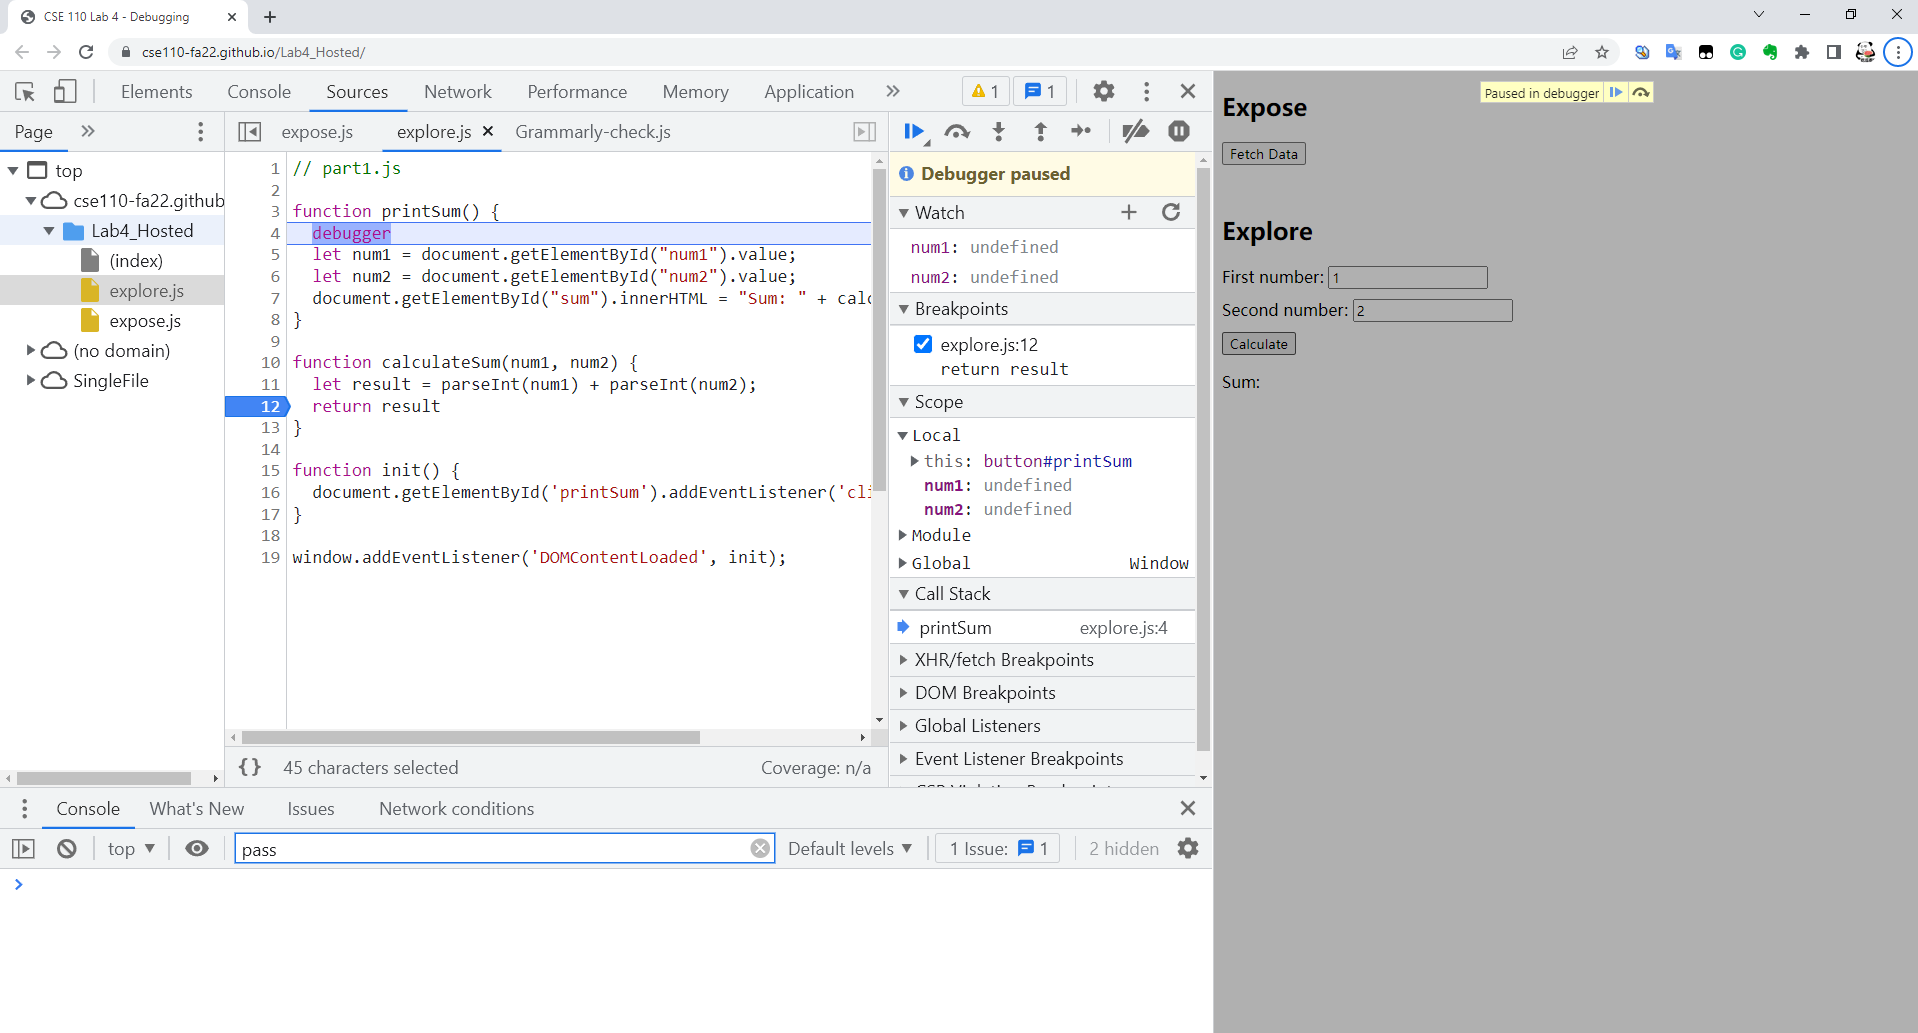 CSE 110 Lab 4 - Debugging
cse110-fa22.github.io/Lab4_Hosted/
Elements Console Sources Network Performance Memory Application 1 1
Page
expose.js explore.js Grammarly-check.js
top
cse110-fa22.github
Lab4_Hosted
(index)
explore.js
expose.js
(no domain)
SingleFile
1 // part1.js
2
3 function printSum() {
4 debugger
5 let num1 = document.getElementById("num1").value;
6 let num2 = document.getElementById("num2").value;
7 document.getElementById("sum").innerHTML = "Sum: " + calc
8 }
9
10 function calculateSum(num1, num2) {
11 let result = parseInt(num1) + parseInt(num2);
12 return result
13 }
14
15 function init() {
16 document.getElementById('printSum').addEventListener('cli
17 }
18
19 window.addEventListener('DOMContentLoaded', init);
{} 45 characters selected Coverage: n/a
Debugger paused
Watch
num1: undefined
num2: undefined
Breakpoints
explore.js:12
return result
Scope
Local
this: button#printSum
num1: undefined
num2: undefined
Module
Global Window
Call Stack
printSum explore.js:4
XHR/fetch Breakpoints
DOM Breakpoints
Global Listeners
Event Listener Breakpoints
Console What's New Issues Network conditions
top pass Default levels 1 Issue: 1 2 hidden
Paused in debugger
Expose
Fetch Data
Explore
First number: 1
Second number: 2
Calculate
Sum: